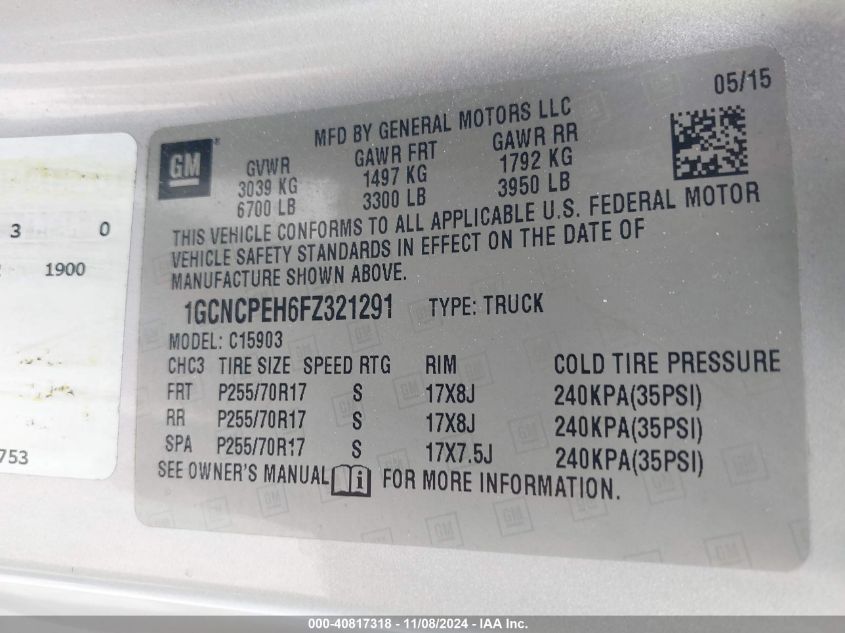 05/15
MFD BY GENERAL MOTORS LLC
GM
GVWR GAWR FRT GAWR RR
3039 KG 1497 KG 1792 KG
6700 LB 3300 LB 3950 LB
THIS VEHICLE CONFORMS TO ALL APPLICABLE U.S. FEDERAL MOTOR
VEHICLE SAFETY STANDARDS IN EFFECT ON THE DATE OF
MANUFACTURE SHOWN ABOVE.
1GCNCPEH6FZ321291 TYPE: TRUCK
MODEL: C15903
CHC3 TIRE SIZE SPEED RTG RIM COLD TIRE PRESSURE
FRT P255/70R17 S 17X8J 240KPA(35PSI)
RR P255/70R17 S 17X8J 240KPA(35PSI)
SPA P255/70R17 S 17X7.5J 240KPA(35PSI)
SEE OWNER'S MANUAL i FOR MORE INFORMATION.
3 0
1900
753
000-40817318 - 11/08/2024 - IAA Inc.